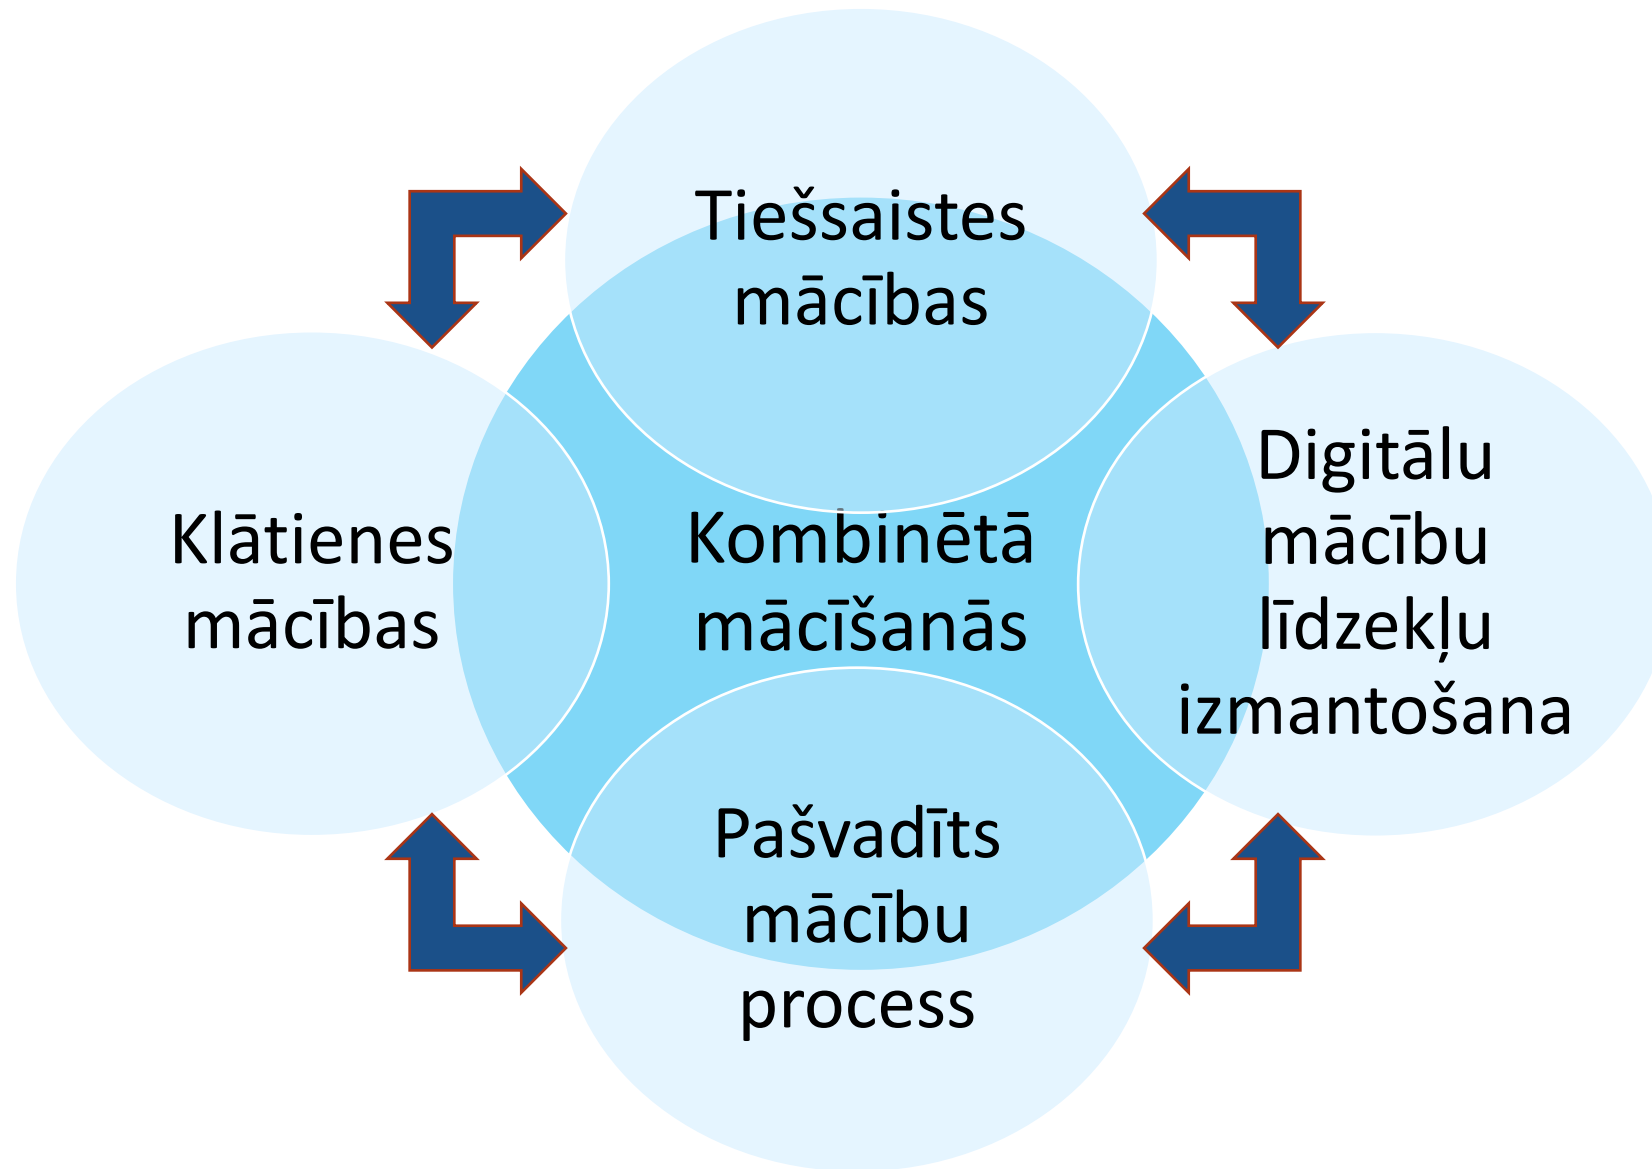 Tiešsaistes
mācības
Klātienes
mācības
Kombinētā
mācīšanās
Digitālu
mācību
līdzekļu
izmantošana
Pašvadīts
mācību
process